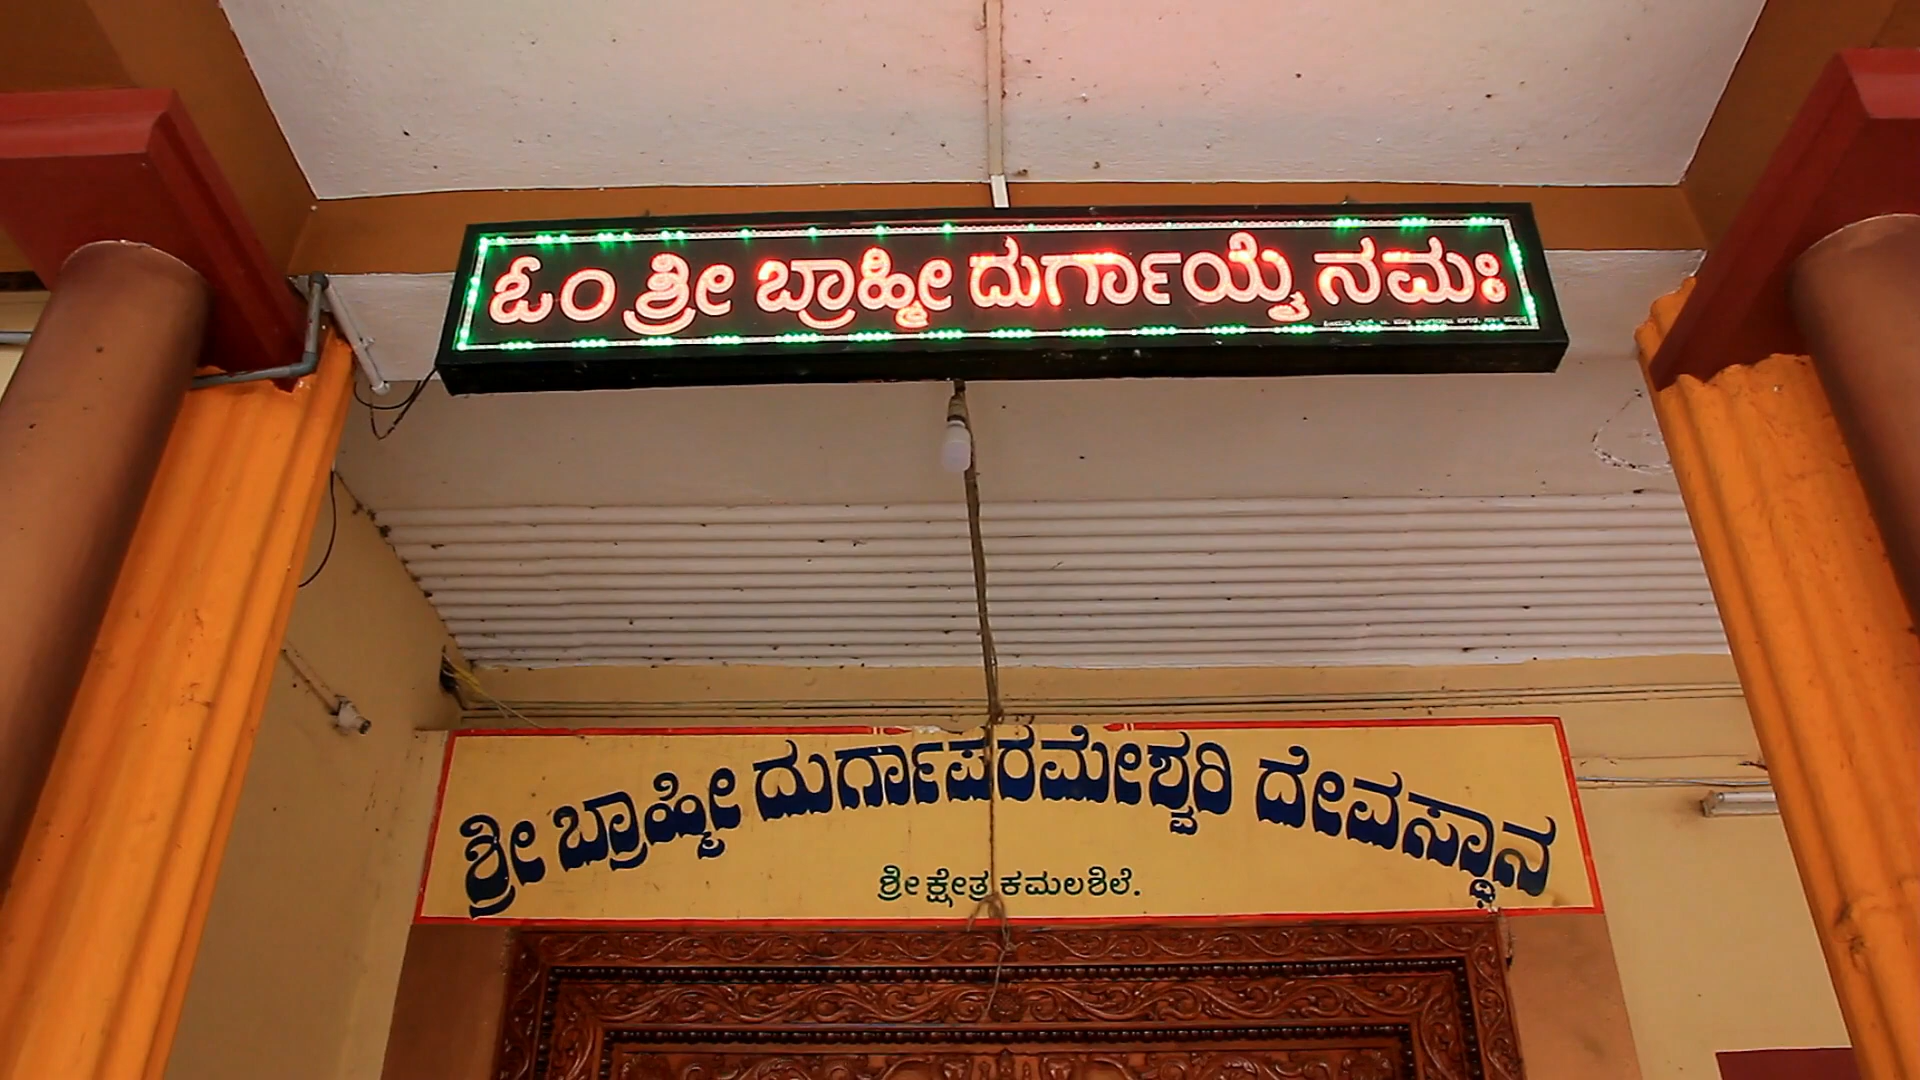 ಓಂ ಶ್ರೀ ಬ್ರಾಹ್ಮೀ ದುರ್ಗಾಯ್ಯೈ ನಮಃ
ಶ್ರೀ ಬ್ರಾಹ್ಮೀ ದುರ್ಗಾಪರಮೇಶ್ವರಿ ದೇವಸ್ಥಾನ
ಶ್ರೀ ಕ್ಷೇತ್ರ ಕಮಲಶಿಲೆ.